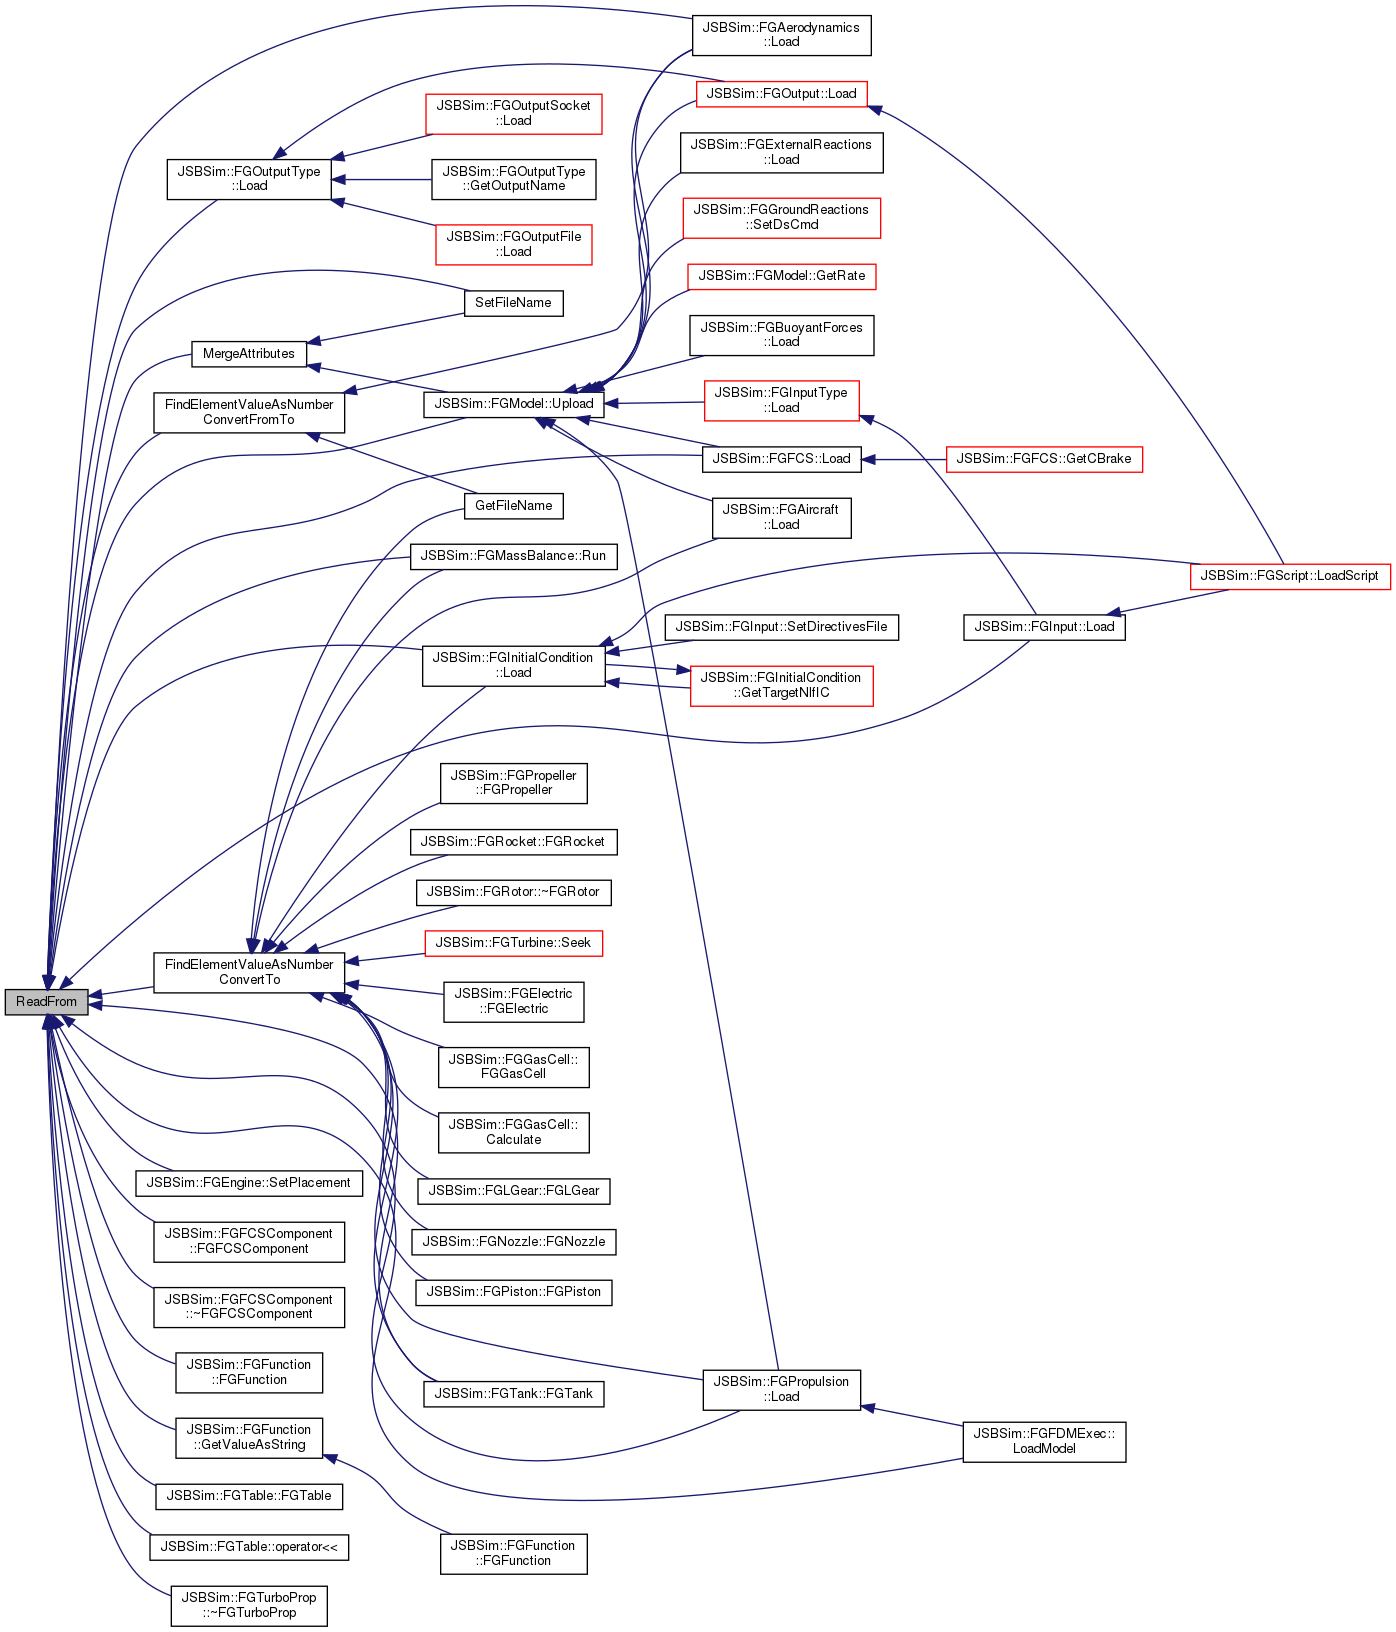 JSBSim::FGAerodynamics
::Load
JSBSim::FGOutput::Load
JSBSim::FGOutputSocket
::Load
JSBSim::FGExternalReactions
::Load
JSBSim::FGOutputType
::Load
JSBSim::FGOutputType
::GetOutputName
JSBSim::FGGroundReactions
::SetDsCmd
JSBSim::FGOutputFile
::Load
JSBSim::FGModel::GetRate
SetFileName
JSBSim::FGBuoyantForces
::Load
MergeAttributes
JSBSim::FGInputType
::Load
FindElementValueAsNumber
ConvertFromTo
JSBSim::FGModel::Upload
JSBSim::FGFCS::Load
JSBSim::FGFCS::GetCBrake
GetFileName
JSBSim::FGAircraft
::Load
JSBSim::FGMassBalance::Run
JSBSim::FGScript::LoadScript
JSBSim::FGInput::SetDirectivesFile
JSBSim::FGInput::Load
JSBSim::FGInitialCondition
::Load
JSBSim::FGInitialCondition
::GetTargetNlfIC
JSBSim::FGPropeller
::FGPropeller
JSBSim::FGRocket::FGRocket
JSBSim::FGRotor::~FGRotor
JSBSim::FGTurbine::Seek
FindElementValueAsNumber
ConvertTo
ReadFrom
JSBSim::FGElectric
::FGElectric
JSBSim::FGGasCell::
FGGasCell
JSBSim::FGGasCell::
Calculate
JSBSim::FGEngine::SetPlacement
JSBSim::FGLGear::FGLGear
JSBSim::FGFCSComponent
::FGFCSComponent
JSBSim::FGNozzle::FGNozzle
JSBSim::FGFCSComponent
::~FGFCSComponent
JSBSim::FGPiston::FGPiston
JSBSim::FGFunction
::FGFunction
JSBSim::FGTank::FGTank
JSBSim::FGPropulsion
::Load
JSBSim::FGFunction
::GetValueAsString
JSBSim::FGFDMExec::
LoadModel
JSBSim::FGTable::FGTable
JSBSim::FGTable::operator<<
JSBSim::FGFunction
::FGFunction
JSBSim::FGTurboProp
::~FGTurboProp